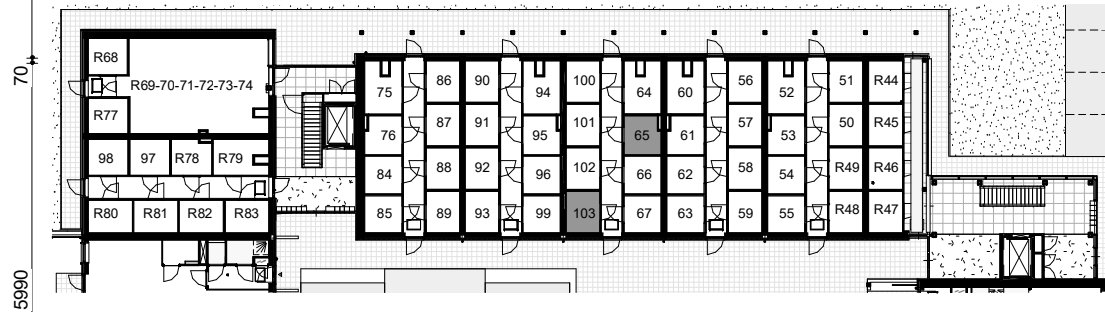 70
5990
R68
R69-70-71-72-73-74
R77
98 97 R78 R79
R80 R81 R82 R83
75 86 90 94 100 64 60 56 52 51 R44
76 87 91 95 101 65 61 57 53 50 R45
84 88 92 96 102 66 62 58 54 R49 R46
85 89 93 99 103 67 63 59 55 R48 R47